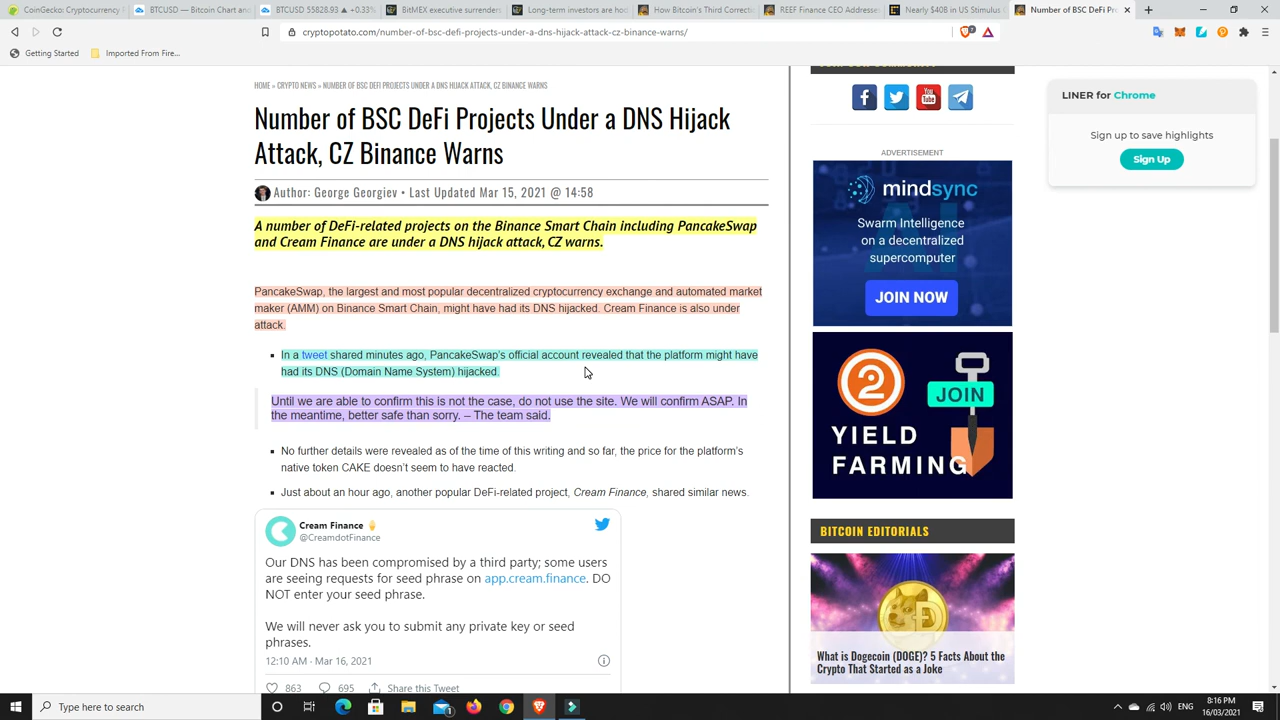 CoinGecko: Cryptocurrency P
BTCUSD — Bitcoin Chart and
BTCUSD 55828.93 ▲ +0.33%
BitMEX executive surrenders
Long-term investors are hod
How Bitcoin's Third Correcti
REEF Finance CEO Addresse
Nearly $40B in US Stimulus
Number of BSC DeFi Pr
cryptopotato.com/number-of-bsc-defi-projects-under-a-dns-hijack-attack-cz-binance-warns/
Getting Started
Imported From Fire...
HOME » CRYPTO NEWS » NUMBER OF BSC DEFI PROJECTS UNDER A DNS HIJACK ATTACK, CZ BINANCE WARNS
Number of BSC DeFi Projects Under a DNS Hijack
Attack, CZ Binance Warns
Author: George Georgiev • Last Updated Mar 15, 2021 @ 14:58
A number of DeFi-related projects on the Binance Smart Chain including PancakeSwap
and Cream Finance are under a DNS hijack attack, CZ warns.
PancakeSwap, the largest and most popular decentralized cryptocurrency exchange and automated market
maker (AMM) on Binance Smart Chain, might have had its DNS hijacked. Cream Finance is also under
attack.
In a tweet shared minutes ago, PancakeSwap's official account revealed that the platform might have
had its DNS (Domain Name System) hijacked.
Until we are able to confirm this is not the case, do not use the site. We will confirm ASAP. In
the meantime, better safe than sorry. – The team said.
No further details were revealed as of the time of this writing and so far, the price for the platform's
native token CAKE doesn't seem to have reacted.
Just about an hour ago, another popular DeFi-related project, Cream Finance, shared similar news.
Cream Finance
@CreamdotFinance
Our DNS has been compromised by a third party; some users
are seeing requests for seed phrase on app.cream.finance. DO
NOT enter your seed phrase.
We will never ask you to submit any private key or seed
phrases.
12:10 AM · Mar 16, 2021
863 695 Share this Tweet
ADVERTISEMENT
mindsync
Swarm Intelligence
on a decentralized
supercomputer
JOIN NOW
2
JOIN
YIELD
FARMING
BITCOIN EDITORIALS
What is Dogecoin (DOGE)? 5 Facts About the
Crypto That Started as a Joke
LINER for Chrome
Sign up to save highlights
Sign Up
Type here to search
ENG
8:16 PM
16/03/2021